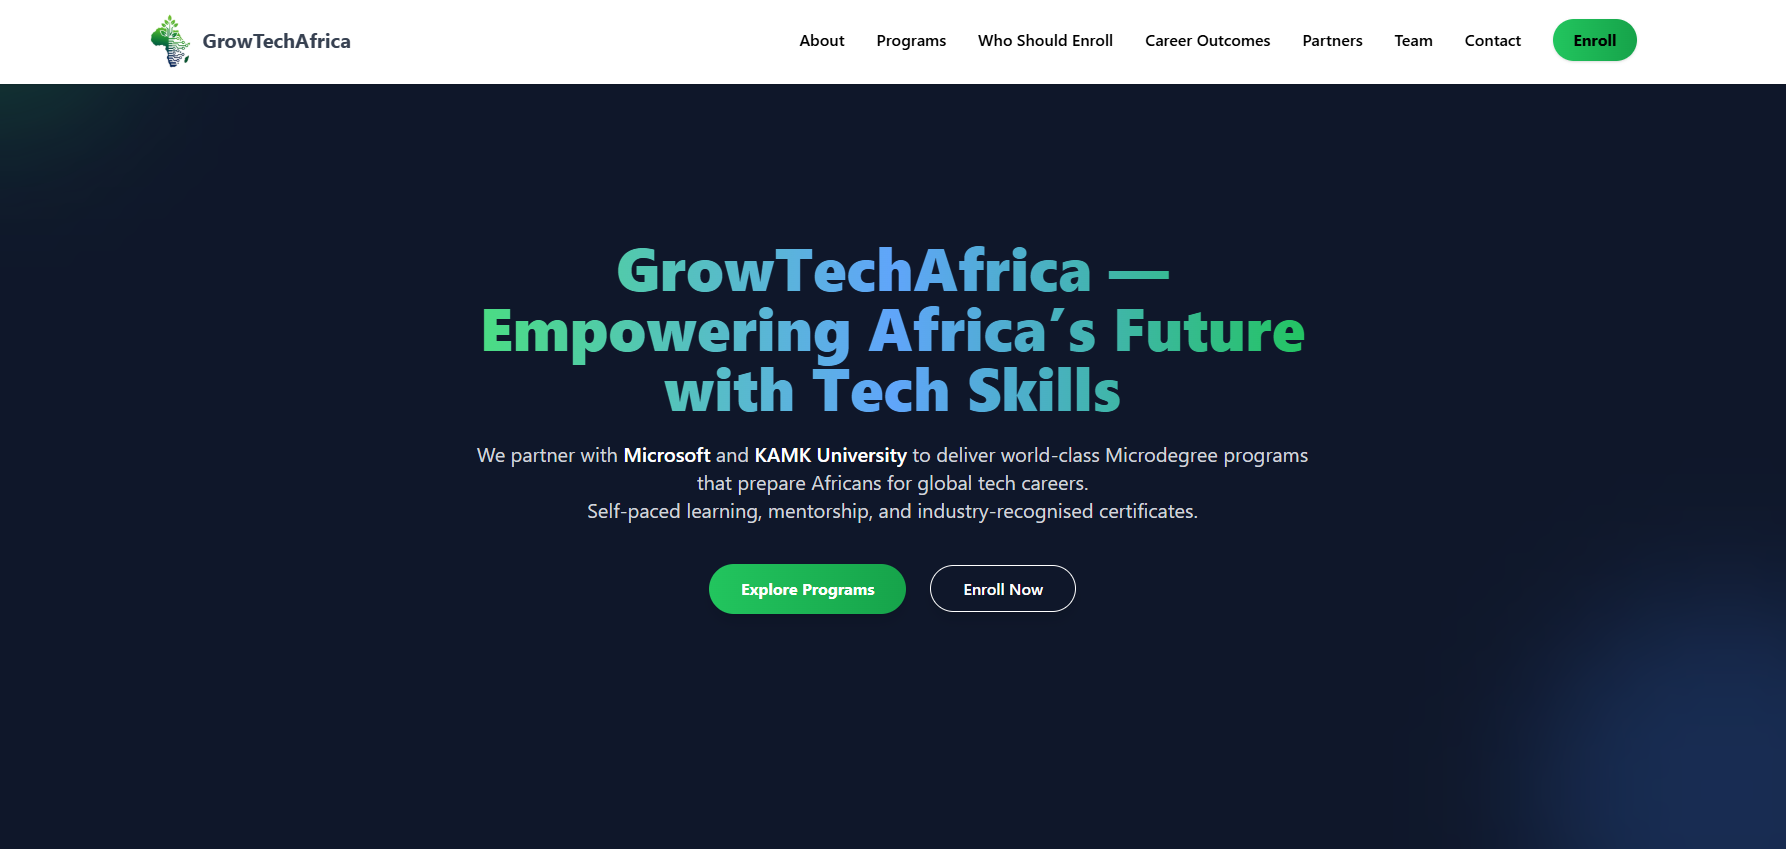 GrowTechAfrica
About
Programs
Who Should Enroll
Career Outcomes
Partners
Team
Contact
Enroll
GrowTechAfrica —
Empowering Africa’s Future
with Tech Skills
We partner with Microsoft and KAMK University to deliver world-class Microdegree programs
that prepare Africans for global tech careers.
Self-paced learning, mentorship, and industry-recognised certificates.
Explore Programs
Enroll Now